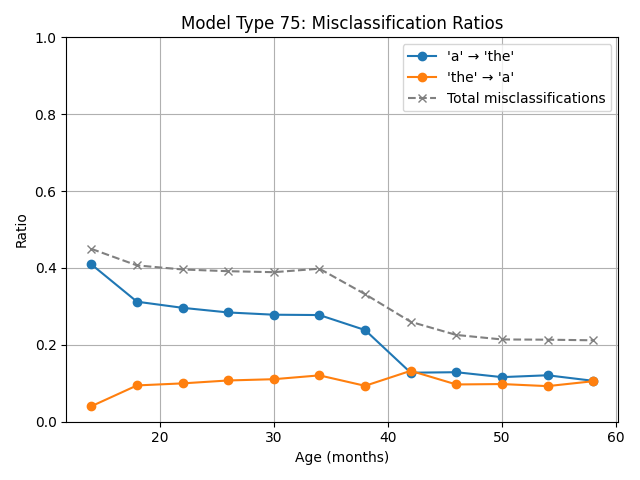 Model Type 75: Misclassification Ratios
1.0
0.8
0.6
0.4
0.2
0.0
Ratio
'a' → 'the'
'the' → 'a'
Total misclassifications
20
30
40
50
60
Age (months)